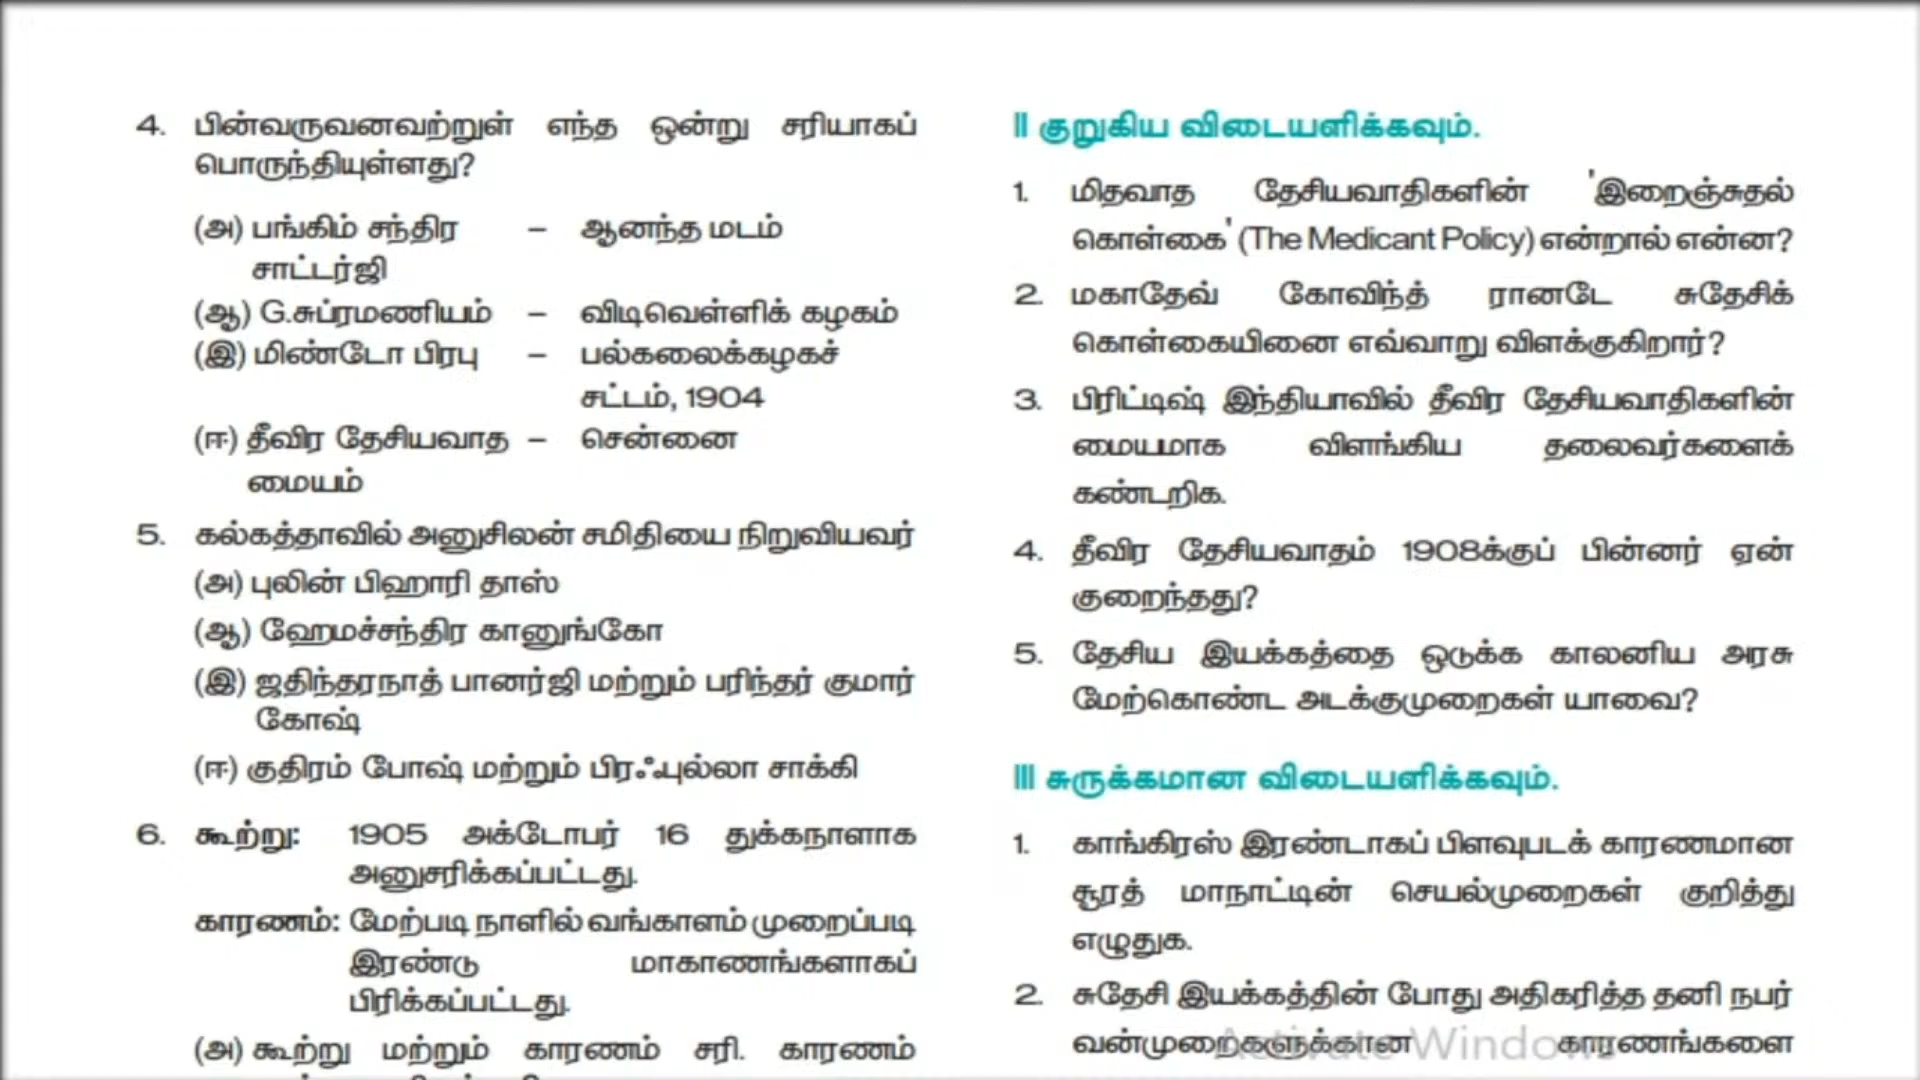 4. பின்வருவனவற்றுள் எந்த ஒன்று சரியாகப்
பொருந்தியுள்ளது?
(அ) பங்கிம் சந்திர – ஆனந்த மடம்
சாட்டர்ஜி
(ஆ) G.சுப்ரமணியம் – விடிவெள்ளிக் கழகம்
(இ) மிண்டோ பிரபு – பல்கலைக்கழகச்
சட்டம், 1904
(ஈ) தீவிர தேசியவாத – சென்னை
மையம்
5. கல்கத்தாவில் அனுசிலன் சமிதியை நிறுவியவர்
(அ) புலின் பிஹாரி தாஸ்
(ஆ) ஹேமச்சந்திர கானுங்கோ
(இ) ஜதிந்தரநாத் பானர்ஜி மற்றும் பரிந்தர் குமார்
கோஷ்
(ஈ) குதிரம் போஷ் மற்றும் பிரஃபுல்லா சாக்கி
6. கூற்று: 1905 அக்டோபர் 16 துக்கநாளாக
அனுசரிக்கப்பட்டது.
காரணம்: மேற்படி நாளில் வங்காளம் முறைப்படி
இரண்டு மாகாணங்களாகப்
பிரிக்கப்பட்டது.
(அ) கூற்று மற்றும் காரணம் சரி. காரணம்
II குறுகிய விடையளிக்கவும்.
1. மிதவாத தேசியவாதிகளின் 'இறைஞ்சுதல்
கொள்கை' (The Medicant Policy) என்றால் என்ன?
2. மகாதேவ் கோவிந்த் ரானடே சுதேசிக்
கொள்கையினை எவ்வாறு விளக்குகிறார்?
3. பிரிட்டிஷ் இந்தியாவில் தீவிர தேசியவாதிகளின்
மையமாக விளங்கிய தலைவர்களைக்
கண்டறிக.
4. தீவிர தேசியவாதம் 1908க்குப் பின்னர் ஏன்
குறைந்தது?
5. தேசிய இயக்கத்தை ஒடுக்க காலனிய அரசு
மேற்கொண்ட அடக்குமுறைகள் யாவை?
III சுருக்கமான விடையளிக்கவும்.
1. காங்கிரஸ் இரண்டாகப் பிளவுபடக் காரணமான
சூரத் மாநாட்டின் செயல்முறைகள் குறித்து
எழுதுக.
2. சுதேசி இயக்கத்தின் போது அதிகரித்த தனி நபர்
வன்முறைகளுக்கான காரணங்களை
Activate Windows